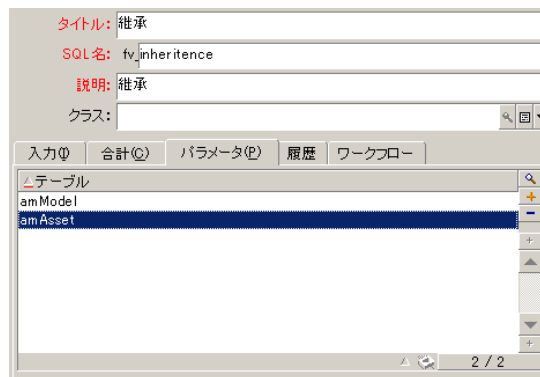 タイトル: 継承
SQL名: fv_inheritence
説明: 継承
クラス:
入力(I) 合計(C) パラメータ(P) 履歴 ワークフロー
△テーブル
amModel
amAsset
2 / 2